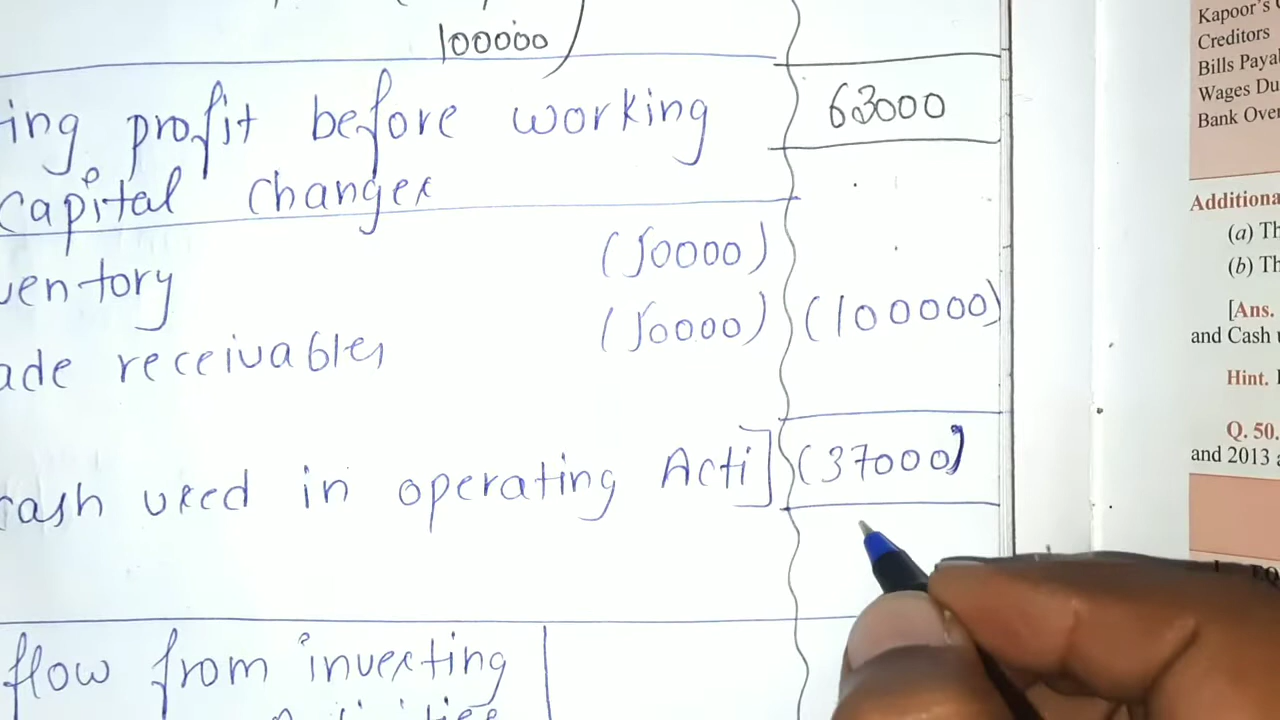 100000)
ing profit before working 63000
capital changes
ventory (50000)
ade receivables (50000) (100000)
cash used in operating Acti] (37000)
flow from investing
Kapoor's
Creditors
Bills Paya
Wages Du
Bank Over
Additiona
(a) Th
(b) Th
[Ans.
and Cash
Hint.
Q. 50.
and 2013 a